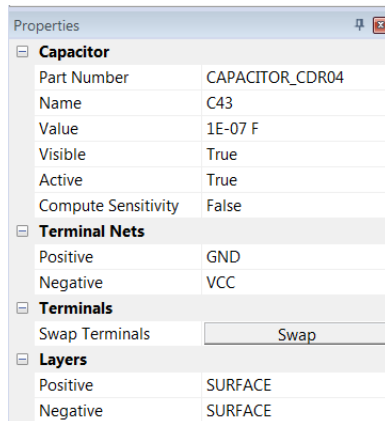 Properties
Capacitor
Part Number CAPACITOR_CDR04
Name C43
Value 1E-07 F
Visible True
Active True
Compute Sensitivity False
Terminal Nets
Positive GND
Negative VCC
Terminals
Swap Terminals Swap
Layers
Positive SURFACE
Negative SURFACE